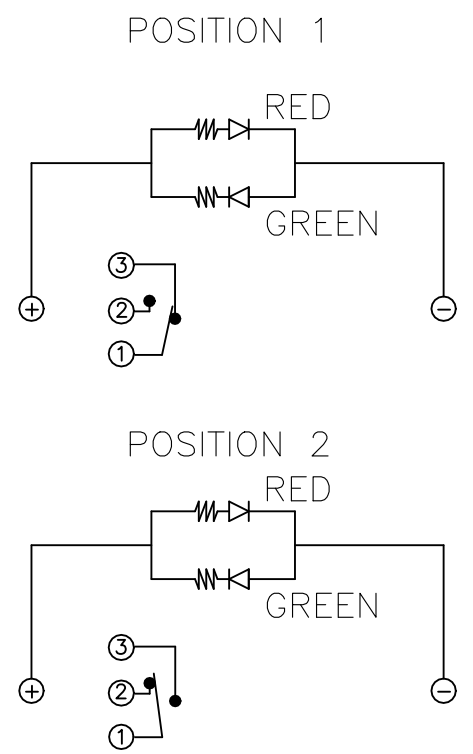 POSITION 1
RED
GREEN
3
+ 2 −
1
POSITION 2
RED
GREEN
3
+ 2 −
1